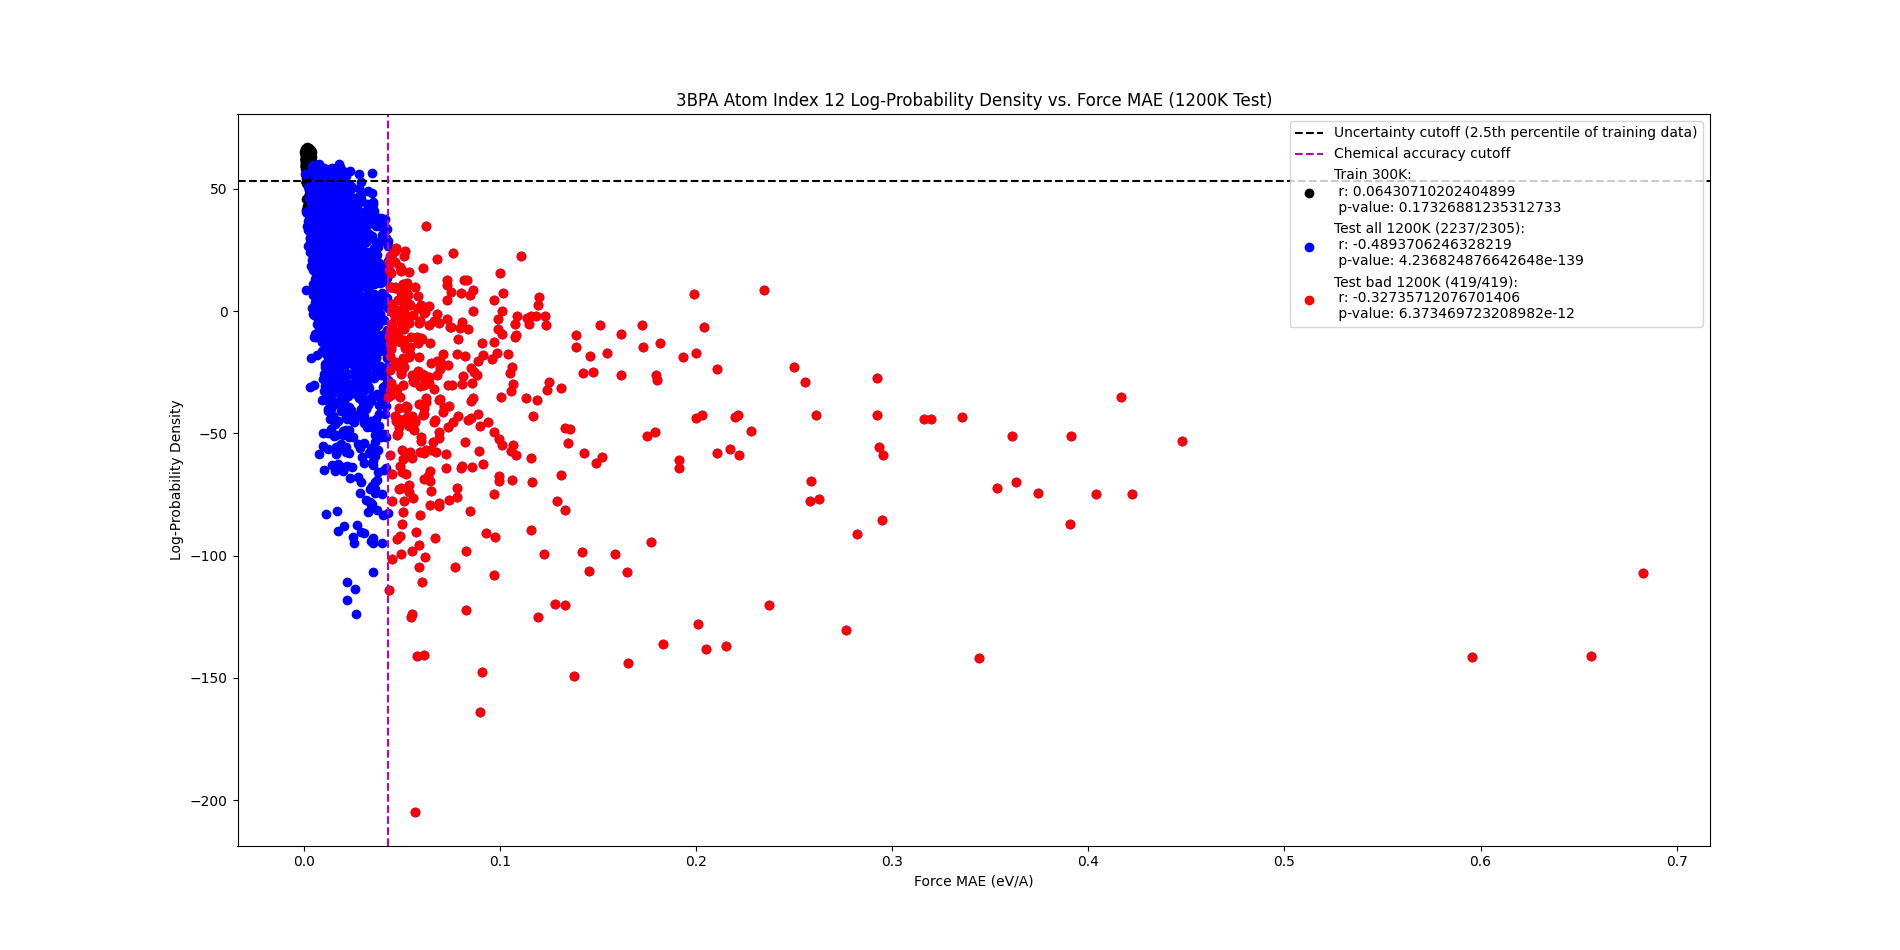 3BPA Atom Index 12 Log-Probability Density vs. Force MAE (1200K Test)
Uncertainty cutoff (2.5th percentile of training data)
Chemical accuracy cutoff
Train 300K:
r: 0.06430710202404899
p-value: 0.17326881235312733
Test all 1200K (2237/2305):
r: -0.4893706246328219
p-value: 4.236824876642648e-139
Test bad 1200K (419/419):
r: -0.32735712076701406
p-value: 6.373469723208982e-12
Log-Probability Density
50
0
−50
−100
−150
−200
0.0
0.1
0.2
0.3
0.4
0.5
0.6
0.7
Force MAE (eV/A)